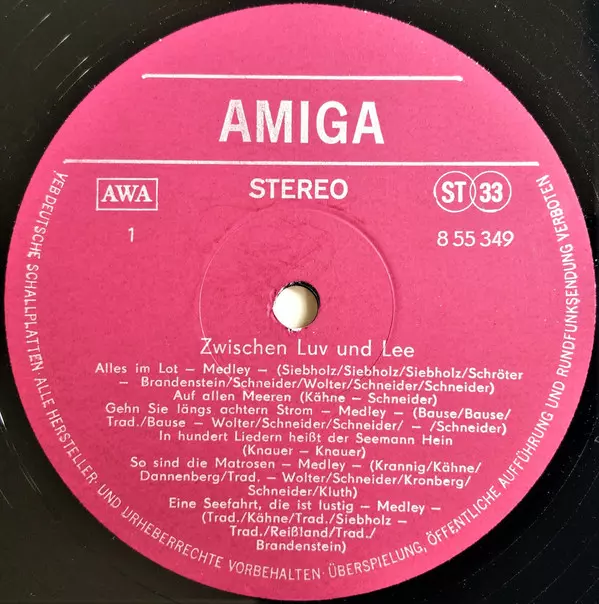 AMIGA
AWA
STEREO
ST 33
1
8 55 349
Zwischen Luv und Lee
Alles im Lot – Medley – (Siebholz/Siebholz/Siebholz/Schröter
– Brandenstein/Schneider/Wolter/Schneider/Schneider)
Auf allen Meeren (Kähne – Schneider)
Gehn Sie längs achtern Strom – Medley – (Bause/Bause/
Trad./Bause – Wolter/Schneider/Schneider/ – /Schneider)
In hundert Liedern heißt der Seemann Hein
(Knauer – Knauer)
So sind die Matrosen – Medley – (Krannig/Kähne/
Dannenberg/Trad. – Wolter/Schneider/Kronberg/
Schneider/Kluth)
Eine Seefahrt, die ist lustig – Medley –
(Trad./Kähne/Trad./Siebholz –
Trad./Reißland/Trad./
Brandenstein)
VEB DEUTSCHE SCHALLPLATTEN · ALLE HERSTELLER- UND URHEBERRECHTE VORBEHALTEN · ÜBERSPIELUNG, ÖFFENTLICHE AUFFÜHRUNG UND RUNDFUNKSENDUNG VERBOTEN